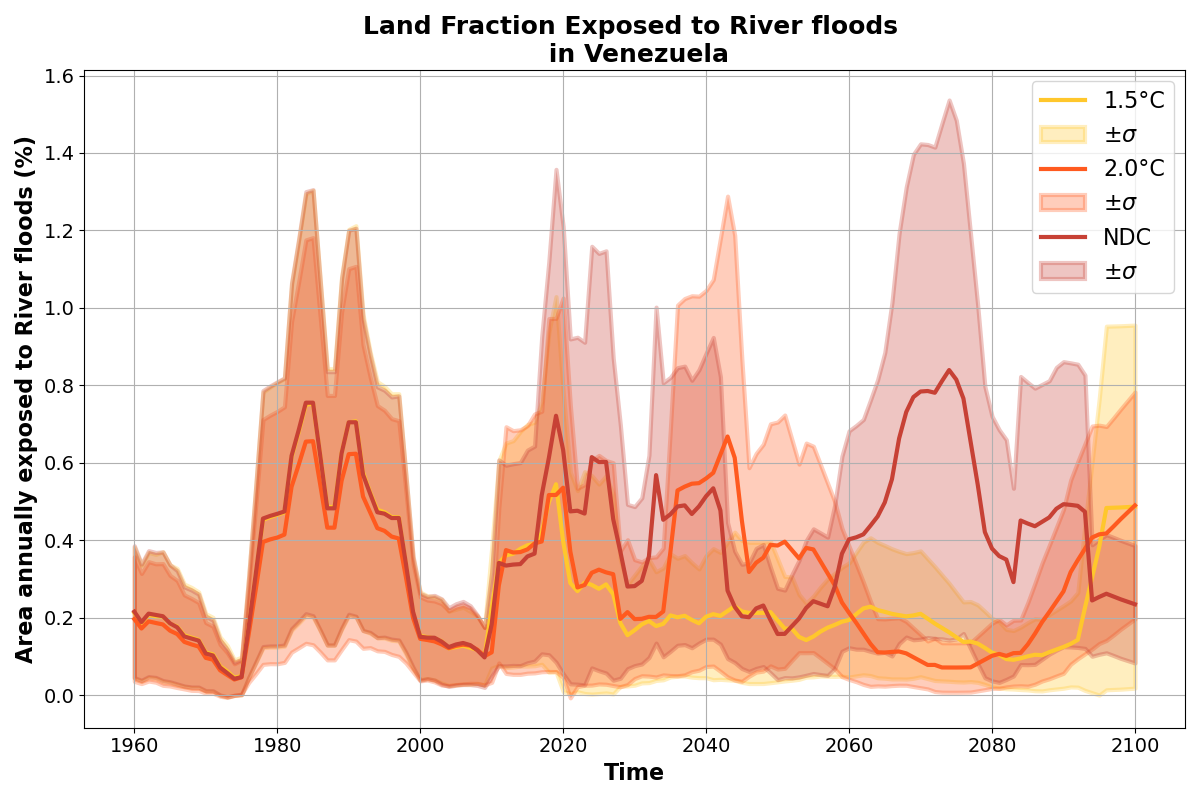 Land Fraction Exposed to River floods
in Venezuela
Area annually exposed to River floods (%)
1.6
1.4
1.2
1.0
0.8
0.6
0.4
0.2
0.0
1960 1980 2000 2020 2040 2060 2080 2100
Time
1.5°C
±σ
2.0°C
±σ
NDC
±σ